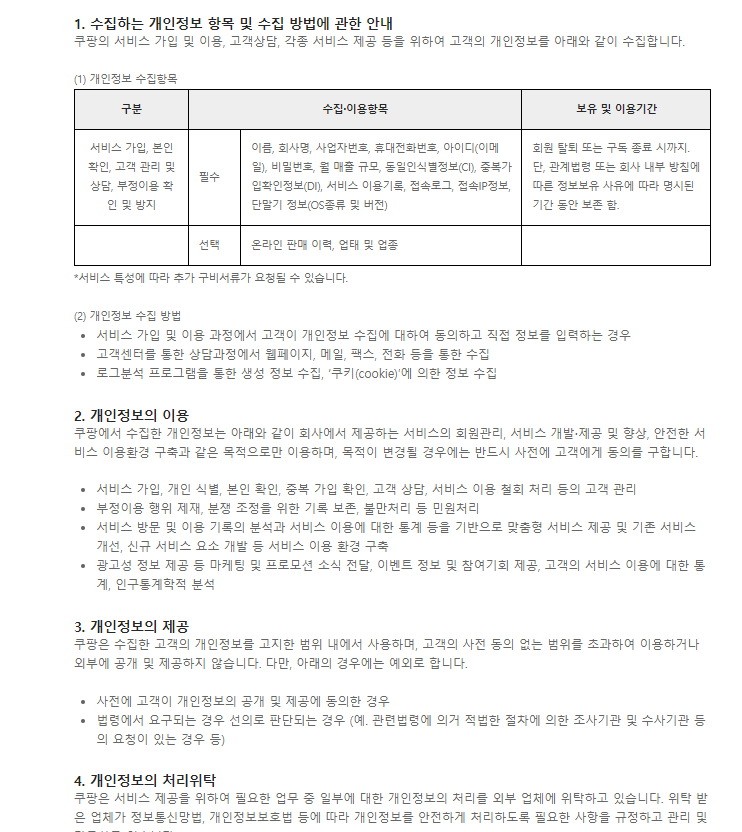 1. 수집하는 개인정보 항목 및 수집 방법에 관한 안내
쿠팡의 서비스 가입 및 이용, 고객상담, 각종 서비스 제공 등을 위하여 고객의 개인정보를 아래와 같이 수집합니다.
(1) 개인정보 수집항목
구분 수집·이용항목 보유 및 이용기간
서비스 가입, 본인
확인, 고객 관리 및
상담, 부정이용 확
인 및 방지
필수
이름, 회사명, 사업자번호, 휴대전화번호, 아이디(이메
일), 비밀번호, 월 매출 규모, 동일인식별정보(CI), 중복가
입확인정보(DI), 서비스 이용기록, 접속로그, 접속IP정보,
단말기 정보(OS종류 및 버전)
회원 탈퇴 또는 구독 종료 시까지.
단, 관계법령 또는 회사 내부 방침에
따른 정보보유 사유에 따라 명시된
기간 동안 보존 함.
선택 온라인 판매 이력, 업태 및 업종
*서비스 특성에 따라 추가 구비서류가 요청될 수 있습니다.
(2) 개인정보 수집 방법
• 서비스 가입 및 이용 과정에서 고객이 개인정보 수집에 대하여 동의하고 직접 정보를 입력하는 경우
• 고객센터를 통한 상담과정에서 웹페이지, 메일, 팩스, 전화 등을 통한 수집
• 로그분석 프로그램을 통한 생성 정보 수집, ‘쿠키(cookie)’에 의한 정보 수집
2. 개인정보의 이용
쿠팡에서 수집한 개인정보는 아래와 같이 회사에서 제공하는 서비스의 회원관리, 서비스 개발·제공 및 향상, 안전한 서
비스 이용환경 구축과 같은 목적으로만 이용하며, 목적이 변경될 경우에는 반드시 사전에 고객에게 동의를 구합니다.
• 서비스 가입, 개인 식별, 본인 확인, 중복 가입 확인, 고객 상담, 서비스 이용 철회 처리 등의 고객 관리
• 부정이용 행위 제재, 분쟁 조정을 위한 기록 보존, 불만처리 등 민원처리
• 서비스 방문 및 이용 기록의 분석과 서비스 이용에 대한 통계 등을 기반으로 맞춤형 서비스 제공 및 기존 서비스
개선, 신규 서비스 요소 개발 등 서비스 이용 환경 구축
• 광고성 정보 제공 등 마케팅 및 프로모션 소식 전달, 이벤트 정보 및 참여기회 제공, 고객의 서비스 이용에 대한 통
계, 인구통계학적 분석
3. 개인정보의 제공
쿠팡은 수집한 고객의 개인정보를 고지한 범위 내에서 사용하며, 고객의 사전 동의 없는 범위를 초과하여 이용하거나
외부에 공개 및 제공하지 않습니다. 다만, 아래의 경우에는 예외로 합니다.
• 사전에 고객이 개인정보의 공개 및 제공에 동의한 경우
• 법령에서 요구되는 경우 선의로 판단되는 경우 (예. 관련법령에 의거 적법한 절차에 의한 조사기관 및 수사기관 등
의 요청이 있는 경우 등)
4. 개인정보의 처리위탁
쿠팡은 서비스 제공을 위하여 필요한 업무 중 일부에 대한 개인정보의 처리를 외부 업체에 위탁하고 있습니다. 위탁 받
은 업체가 정보통신망법, 개인정보보호법 등에 따라 개인정보를 안전하게 처리하도록 필요한 사항을 규정하고 관리 및